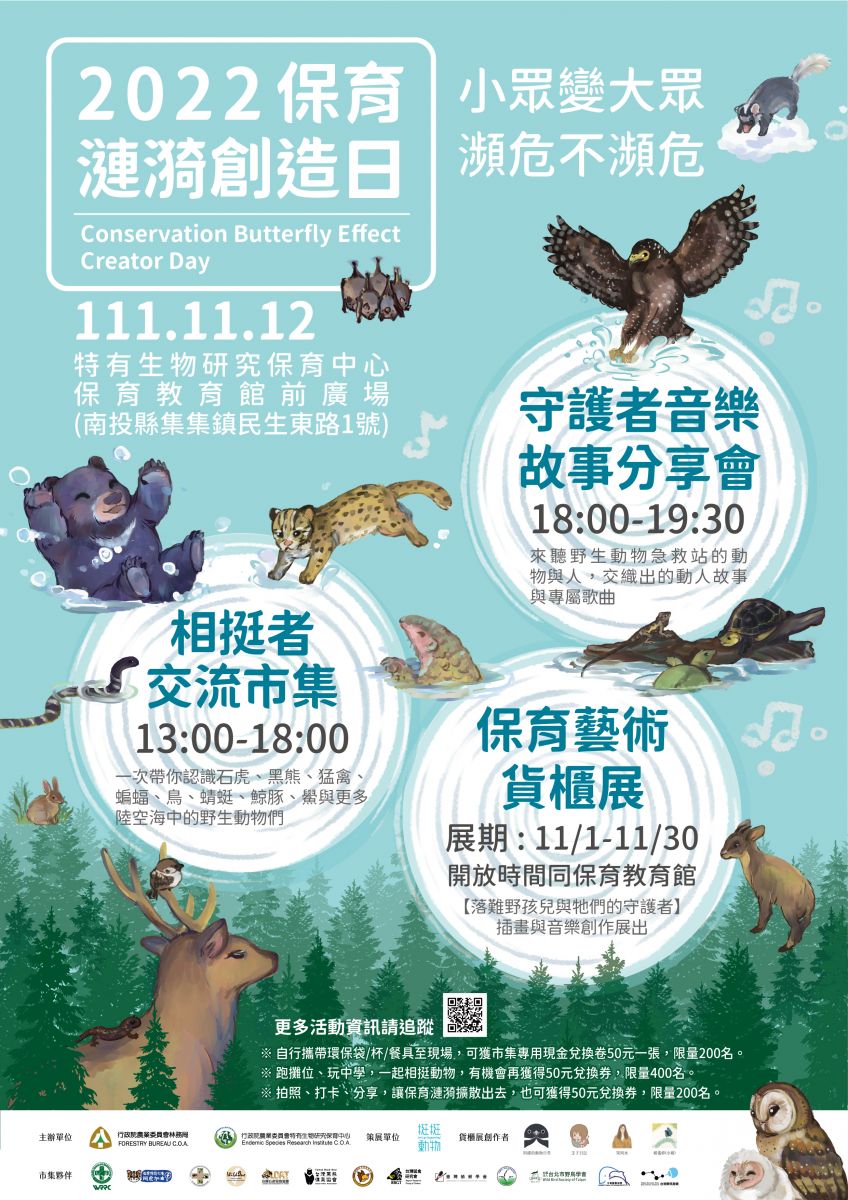 2022保育
漣漪創造日
Conservation Butterfly Effect
Creator Day
小眾變大眾
瀕危不瀕危
111.11.12
特有生物研究保育中心
保育教育館前廣場
(南投縣集集鎮民生東路1號)
守護者音樂
故事分享會
18:00-19:30
來聽野生動物急救站的動
物與人，交織出的動人故事
與專屬歌曲
相挺者
交流市集
13:00-18:00
一次帶你認識石虎、黑熊、猛禽、
蝙蝠、鳥、蜻蜓、鯨豚、鱟與更多
陸空海中的野生動物們
保育藝術
貨櫃展
展期 : 11/1-11/30
開放時間同保育教育館
【落難野孩兒與牠們的守護者】
插畫與音樂創作展出
更多活動資訊請追蹤
※ 自行攜帶環保袋/杯/餐具至現場，可獲市集專用現金兌換卷50元一張，限量200名。
※ 跑攤位、玩中學，一起相挺動物，有機會再獲得50元兌換券，限量400名。
※ 拍照、打卡、分享，讓保育漣漪擴散出去，也可獲得50元兌換券，限量200名。
主辦單位
行政院農業委員會林務局
FORESTRY BUREAU C.O.A.
行政院農業委員會特有生物研究保育中心
Endemic Species Research Institute C.O.A.
策展單位
挺挺
動物
貨櫃展創作者
市集夥伴